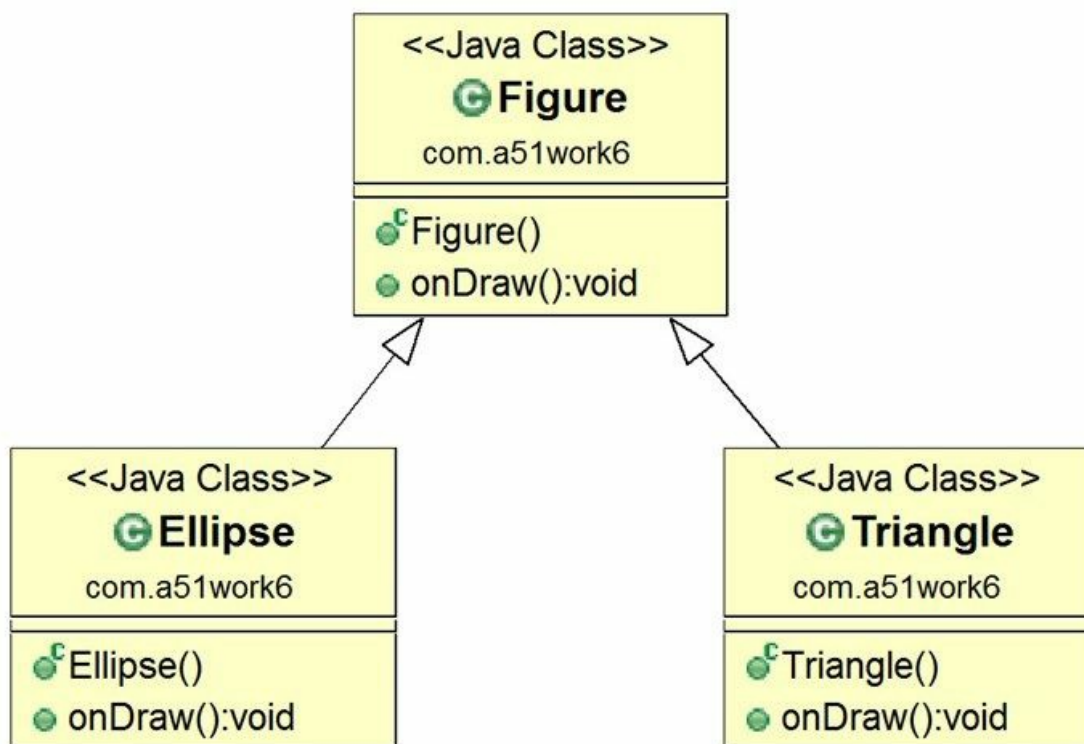 <<Java Class>>
Figure
com.a51work6
Figure()
onDraw():void
<<Java Class>>
Ellipse
com.a51work6
Ellipse()
onDraw():void
<<Java Class>>
Triangle
com.a51work6
Triangle()
onDraw():void